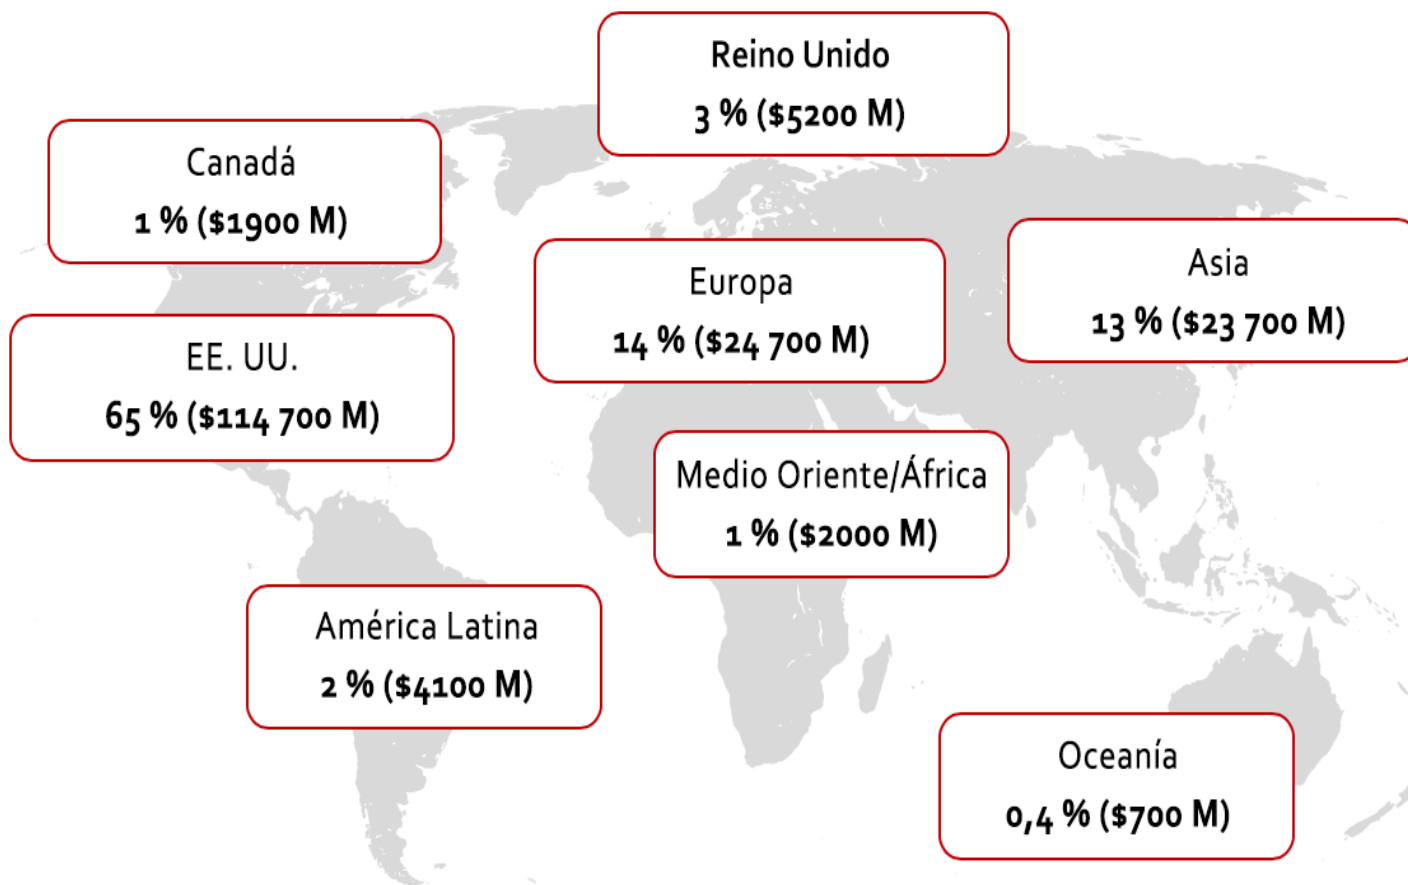 Reino Unido
3 % ($5200 M)
Canadá
1 % ($1900 M)
Europa
14 % ($24 700 M)
Asia
13 % ($23 700 M)
EE. UU.
65 % ($114 700 M)
Medio Oriente/África
1 % ($2000 M)
América Latina
2 % ($4100 M)
Oceanía
0,4 % ($700 M)